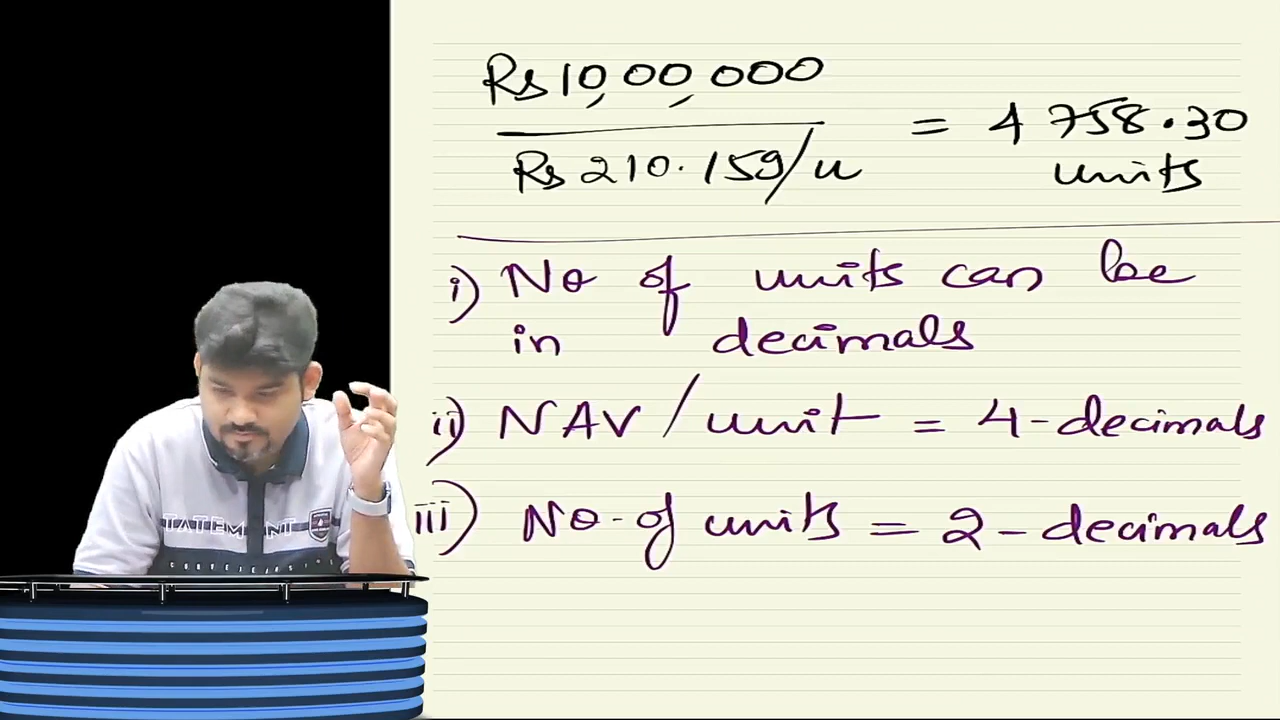 Rs 10,00,000
Rs 210.159/u
= 4758.30
units
i) No of units can be
in decimals
ii) NAV/unit = 4-decimals
iii) No. of units = 2-decimals
TATEMENT